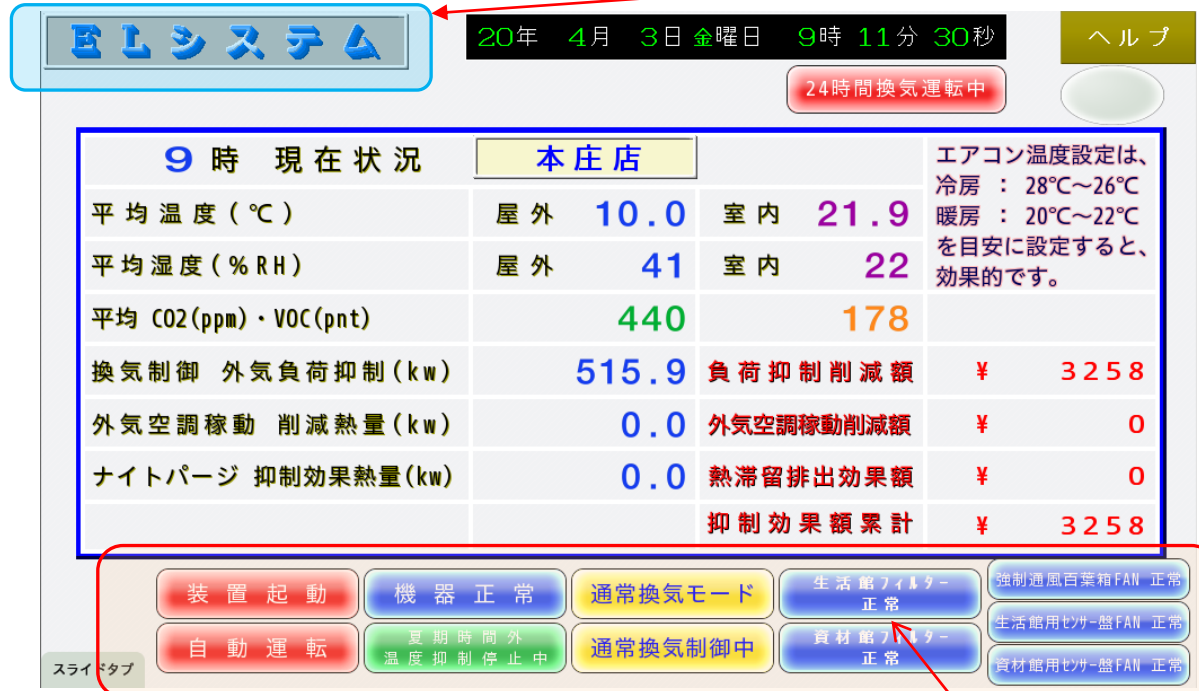 ELシステム
20年 4月 3日 金曜日 9時 11分 30秒
ヘルプ
24時間換気運転中
9時 現在状況 本庄店
エアコン温度設定は、
冷房 : 28℃～26℃
暖房 : 20℃～22℃
を目安に設定すると、
効果的です。
平均温度(℃) 屋外 10.0 室内 21.9
平均湿度(%RH) 屋外 41 室内 22
平均 CO2(ppm)・VOC(pnt) 440 178
換気制御 外気負荷抑制(kw) 515.9 負荷抑制削減額 ¥ 3258
外気空調稼動 削減熱量(kw) 0.0 外気空調稼動削減額 ¥ 0
ナイトパージ 抑制効果熱量(kw) 0.0 熱滞留排出効果額 ¥ 0
抑制効果額累計 ¥ 3258
装置起動
機器正常
通常換気モード
生活館フィルター
正常
強制通風百葉箱FAN 正常
生活館用センサー盤FAN 正常
自動運転
夏期時間外
温度抑制停止中
通常換気制御中
資材館フィルター
正常
資材館用センサー盤FAN 正常
スライドタブ